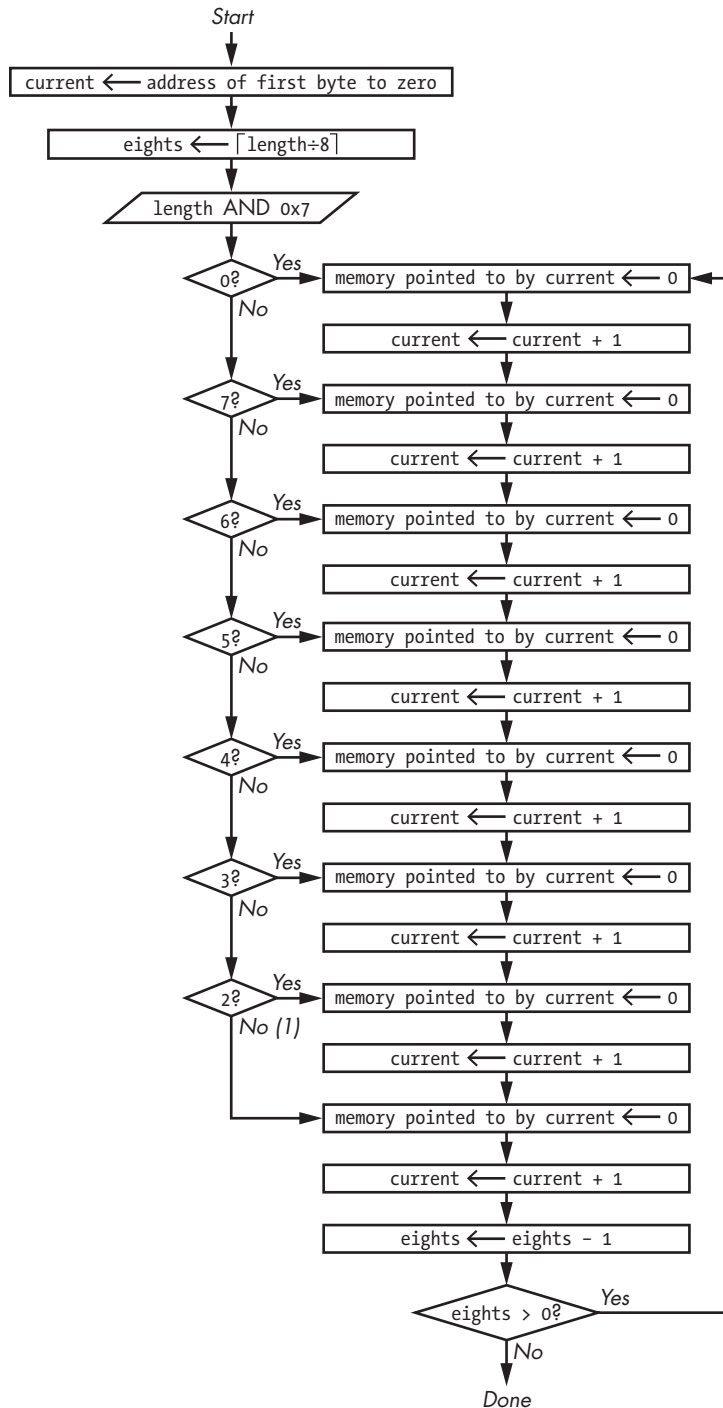 Start
current ← address of first byte to zero
eights ← ⌈length÷8⌉
length AND 0x7
0? Yes memory pointed to by current ← 0
No
current ← current + 1
7? Yes memory pointed to by current ← 0
No
current ← current + 1
6? Yes memory pointed to by current ← 0
No
current ← current + 1
5? Yes memory pointed to by current ← 0
No
current ← current + 1
4? Yes memory pointed to by current ← 0
No
current ← current + 1
3? Yes memory pointed to by current ← 0
No
current ← current + 1
2? Yes memory pointed to by current ← 0
No (1)
current ← current + 1
memory pointed to by current ← 0
current ← current + 1
eights ← eights – 1
eights > 0? Yes
No
Done